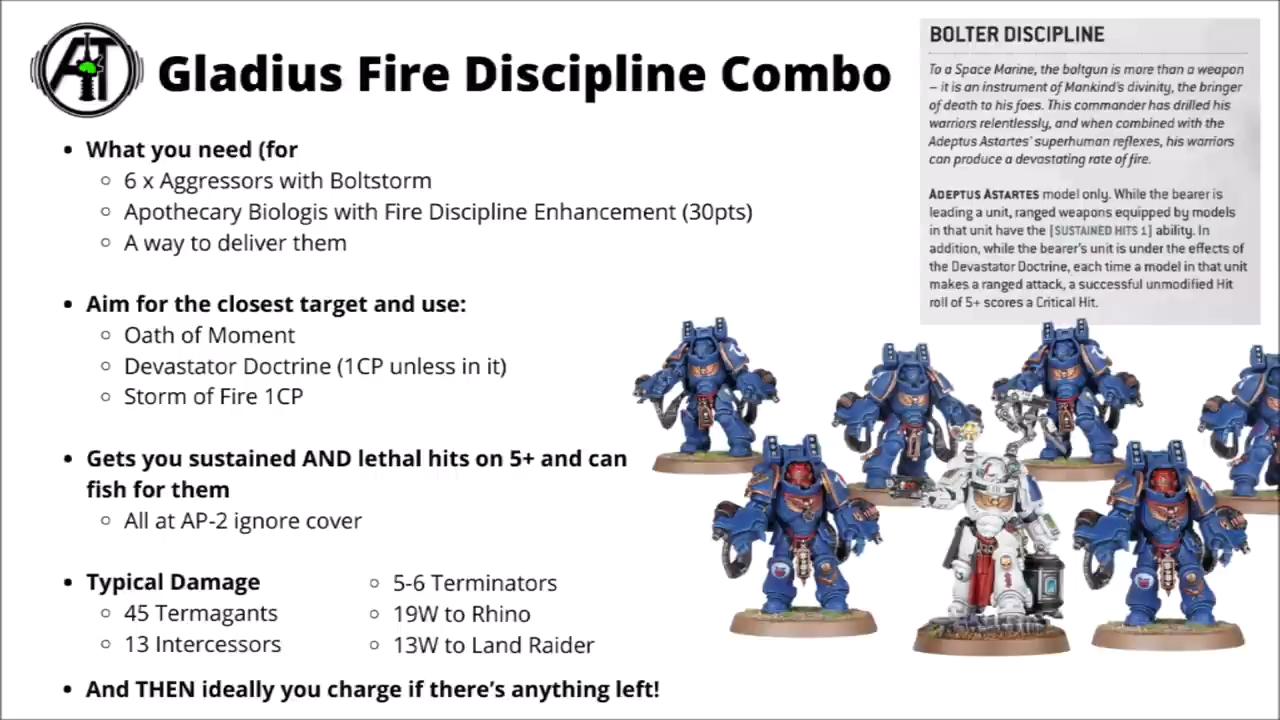 Gladius Fire Discipline Combo
• What you need (for
○ 6 x Aggressors with Boltstorm
○ Apothecary Biologis with Fire Discipline Enhancement (30pts)
○ A way to deliver them
• Aim for the closest target and use:
○ Oath of Moment
○ Devastator Doctrine (1CP unless in it)
○ Storm of Fire 1CP
• Gets you sustained AND lethal hits on 5+ and can
fish for them
○ All at AP-2 ignore cover
• Typical Damage
○ 45 Termagants
○ 13 Intercessors
○ 5-6 Terminators
○ 19W to Rhino
○ 13W to Land Raider
• And THEN ideally you charge if there's anything left!
BOLTER DISCIPLINE
To a Space Marine, the boltgun is more than a weapon
– it is an instrument of Mankind's divinity, the bringer
of death to his foes. This commander has drilled his
warriors relentlessly, and when combined with the
Adeptus Astartes' superhuman reflexes, his warriors
can produce a devastating rate of fire.
ADEPTUS ASTARTES model only. While the bearer is
leading a unit, ranged weapons equipped by models
in that unit have the [SUSTAINED HITS 1] ability. In
addition, while the bearer's unit is under the effects of
the Devastator Doctrine, each time a model in that unit
makes a ranged attack, a successful unmodified Hit
roll of 5+ scores a Critical Hit.
AT